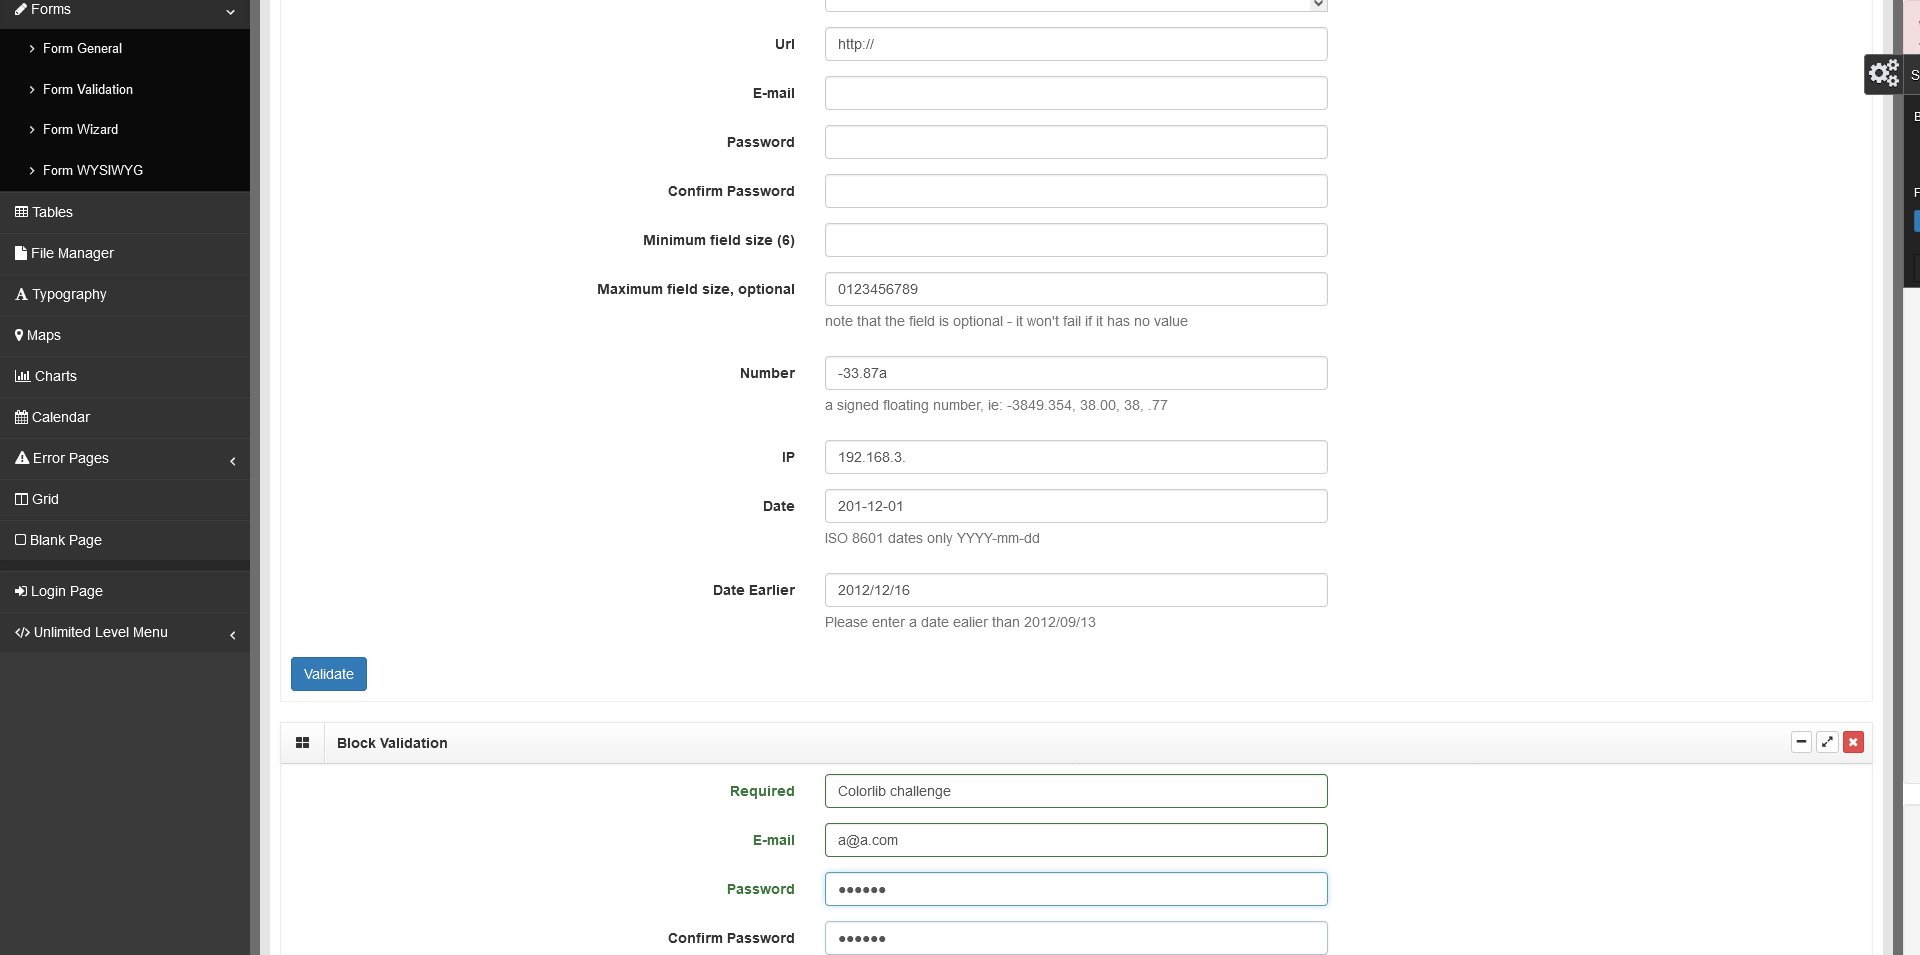 Forms
Form General
Form Validation
Form Wizard
Form WYSIWYG
Tables
File Manager
Typography
Maps
Charts
Calendar
Error Pages
Grid
Blank Page
Login Page
Unlimited Level Menu
Url http://
E-mail
Password
Confirm Password
Minimum field size (6)
Maximum field size, optional 0123456789
note that the field is optional - it won't fail if it has no value
Number -33.87a
a signed floating number, ie: -3849.354, 38.00, 38, .77
IP 192.168.3.
Date 201-12-01
ISO 8601 dates only YYYY-mm-dd
Date Earlier 2012/12/16
Please enter a date ealier than 2012/09/13
Validate
Block Validation
Required Colorlib challenge
E-mail a@a.com
Password ••••••
Confirm Password ••••••